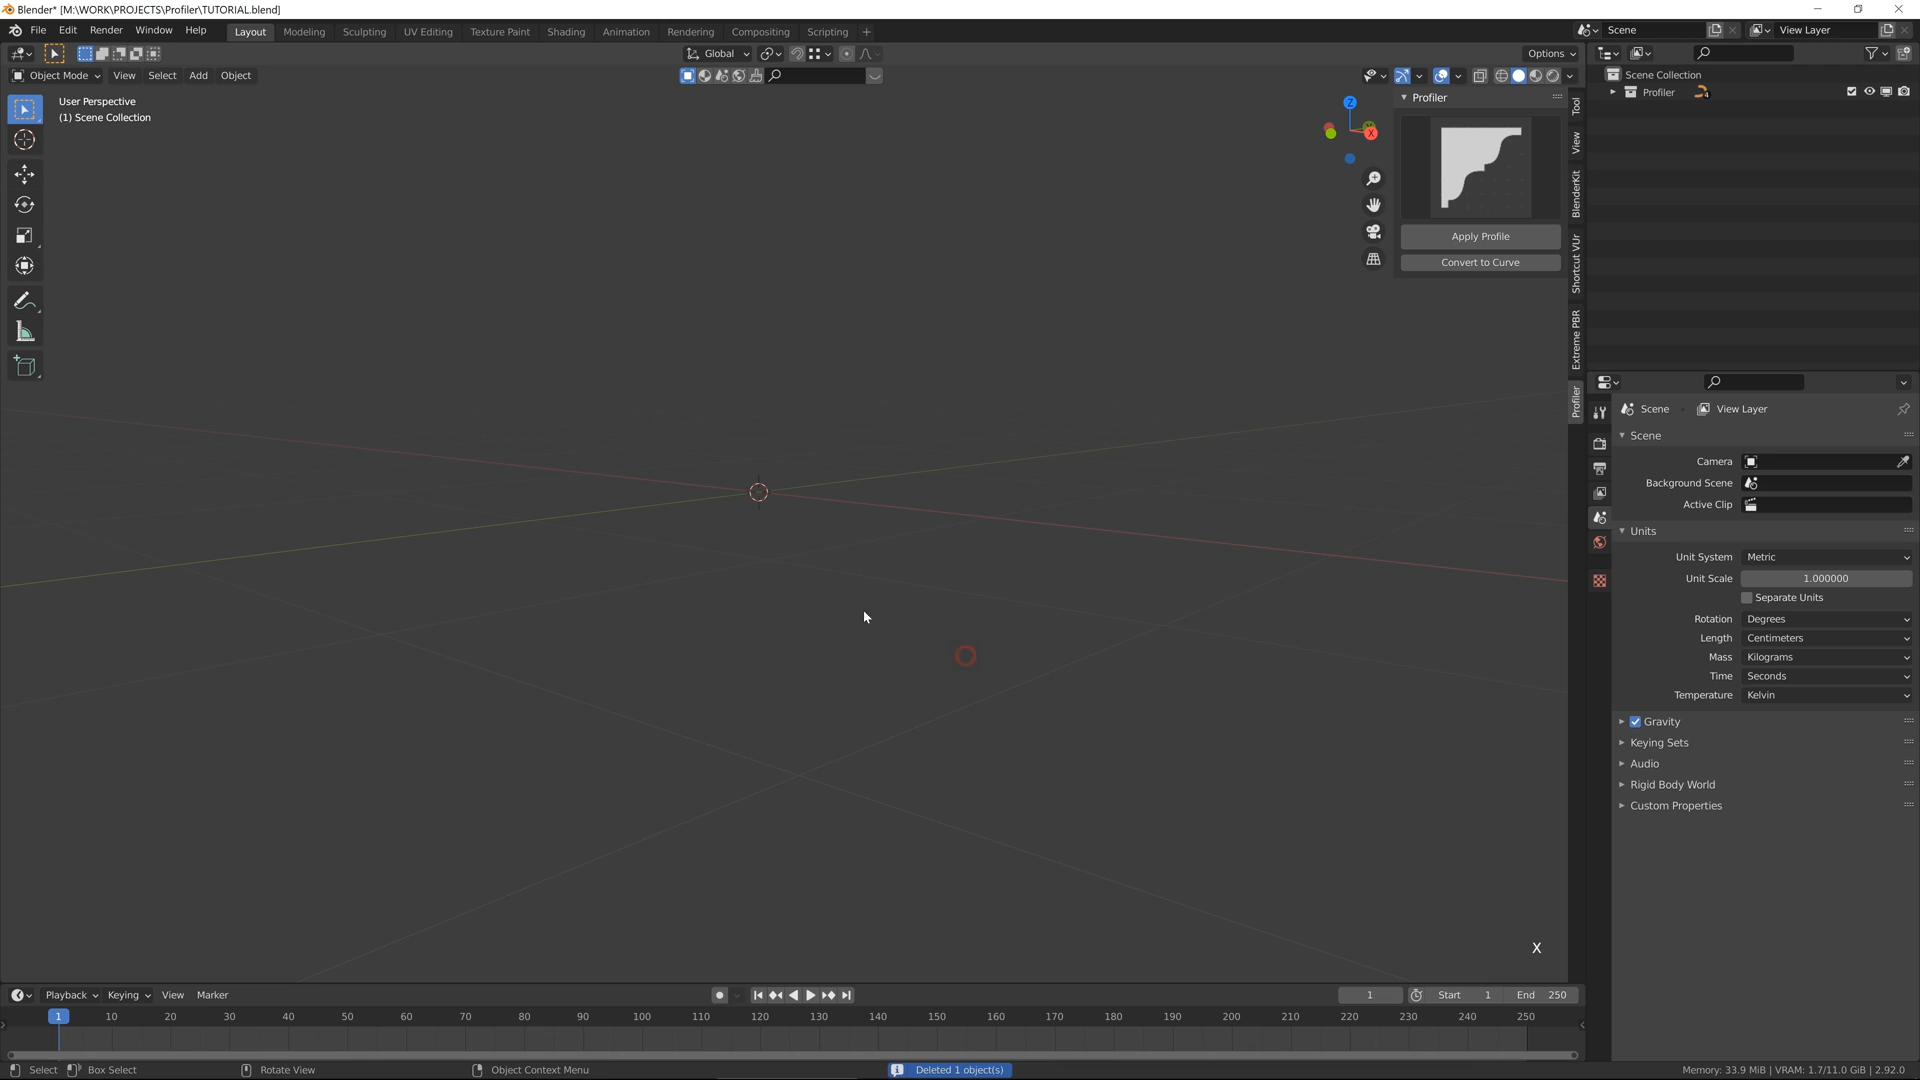 Blender* [M:\WORK\PROJECTS\Profiler\TUTORIAL.blend]
File Edit Render Window Help
Layout Modeling Sculpting UV Editing Texture Paint Shading Animation Rendering Compositing Scripting +
Scene
View Layer
Global
Options
Object Mode View Select Add Object
User Perspective
(1) Scene Collection
Z
X
Profiler
Apply Profile
Convert to Curve
Tool
View
BlenderKit
Shortcut VUr
Extreme PBR
Profiler
Scene Collection
Profiler
4
Scene
View Layer
Scene
Camera
Background Scene
Active Clip
Units
Unit System Metric
Unit Scale 1.000000
Separate Units
Rotation Degrees
Length Centimeters
Mass Kilograms
Time Seconds
Temperature Kelvin
Gravity
Keying Sets
Audio
Rigid Body World
Custom Properties
X
Playback Keying View Marker
1
Start 1
End 250
1 10 20 30 40 50 60 70 80 90 100 110 120 130 140 150 160 170 180 190 200 210 220 230 240 250
Select
Box Select
Rotate View
Object Context Menu
Deleted 1 object(s)
Memory: 33.9 MiB | VRAM: 1.7/11.0 GiB | 2.92.0